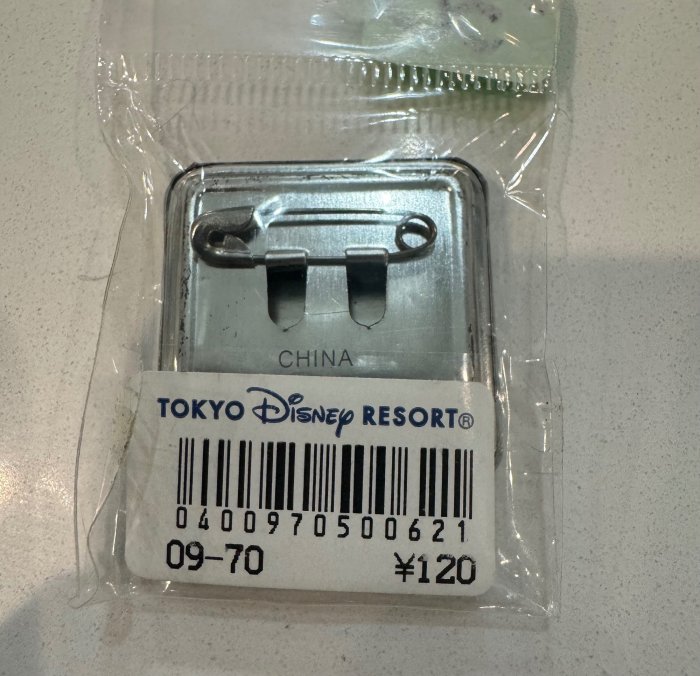 CHINA
TOKYO Disney RESORT®
0400970500621
09-70
¥120